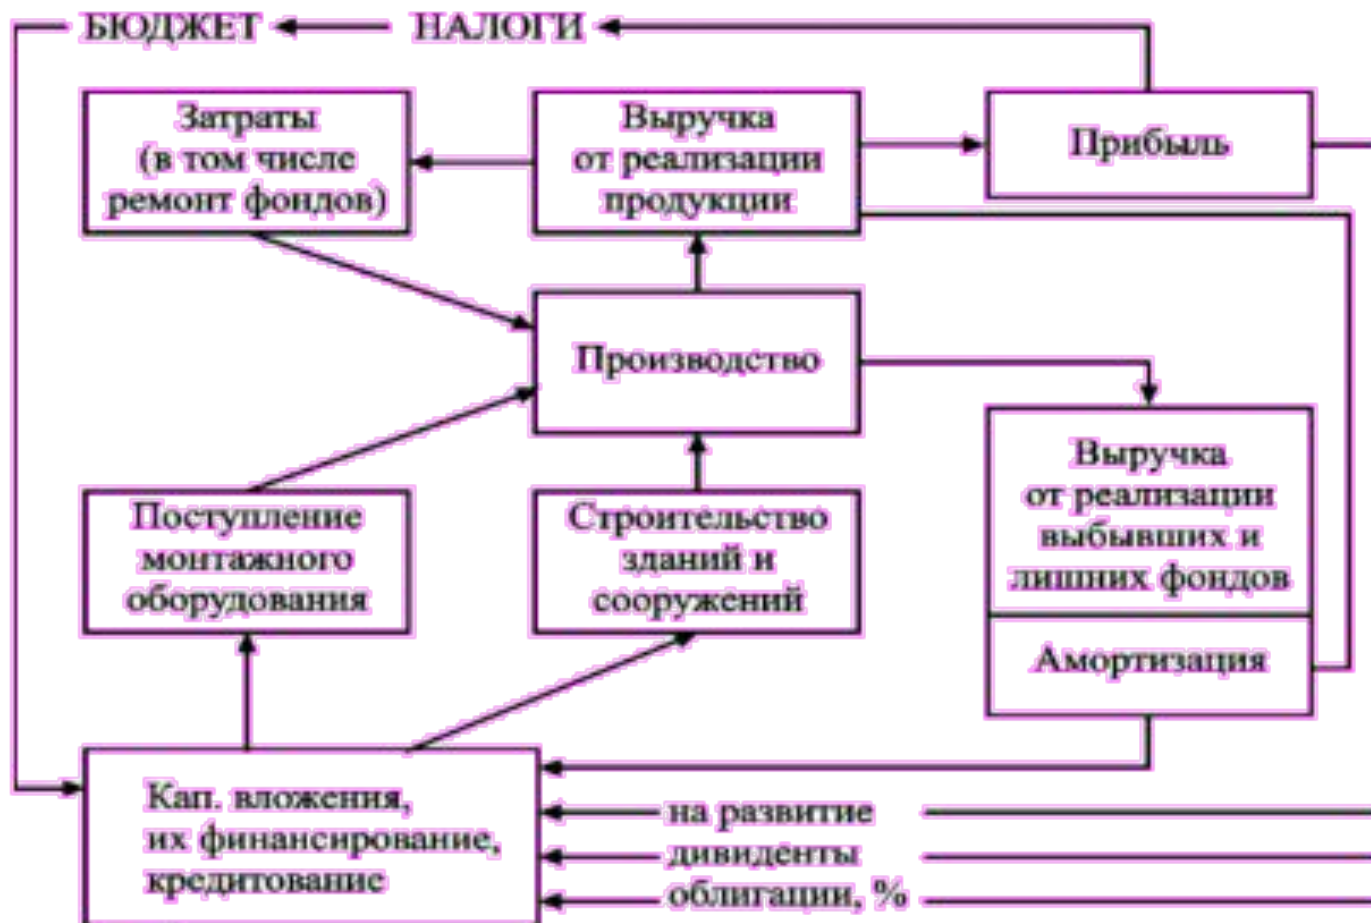 БЮДЖЕТ
НАЛОГИ
Затраты
(в том числе
ремонт фондов)
Выручка
от реализации
продукции
Прибыль
Производство
Поступление
монтажного
оборудования
Строительство
зданий и
сооружений
Выручка
от реализации
выбывших и
лишних фондов
Амортизация
Кап. вложения,
их финансирование,
кредитование
на развитие
дивиденты
облигации, %